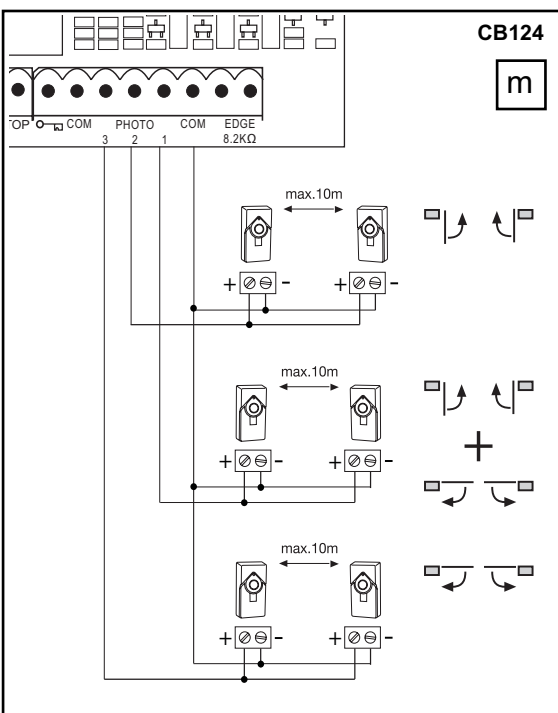 CB124
m
OP COM PHOTO COM EDGE
3 2 1 8.2KΩ
max.10m
+ - + -
max.10m
+
+ - + -
max.10m
+ - + -